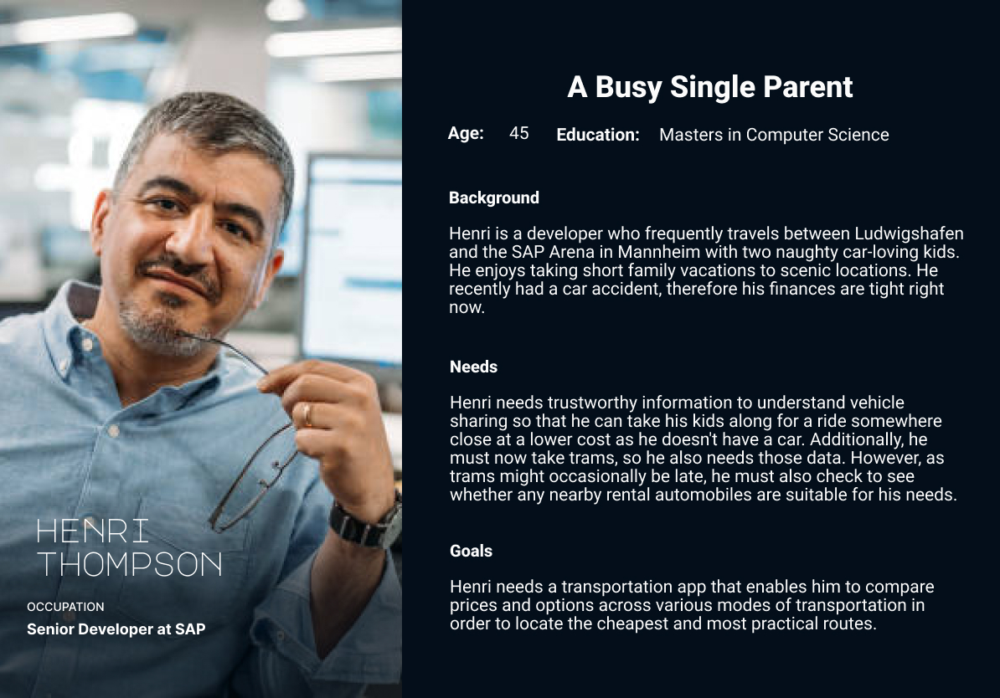 A Busy Single Parent
Age: 45 Education: Masters in Computer Science
Background
Henri is a developer who frequently travels between Ludwigshafen
and the SAP Arena in Mannheim with two naughty car-loving kids.
He enjoys taking short family vacations to scenic locations. He
recently had a car accident, therefore his finances are tight right
now.
Needs
Henri needs trustworthy information to understand vehicle
sharing so that he can take his kids along for a ride somewhere
close at a lower cost as he doesn't have a car. Additionally, he
must now take trams, so he also needs those data. However, as
trams might occasionally be late, he must also check to see
whether any nearby rental automobiles are suitable for his needs.
Goals
Henri needs a transportation app that enables him to compare
prices and options across various modes of transportation in
order to locate the cheapest and most practical routes.
HENRI
THOMPSON
OCCUPATION
Senior Developer at SAP